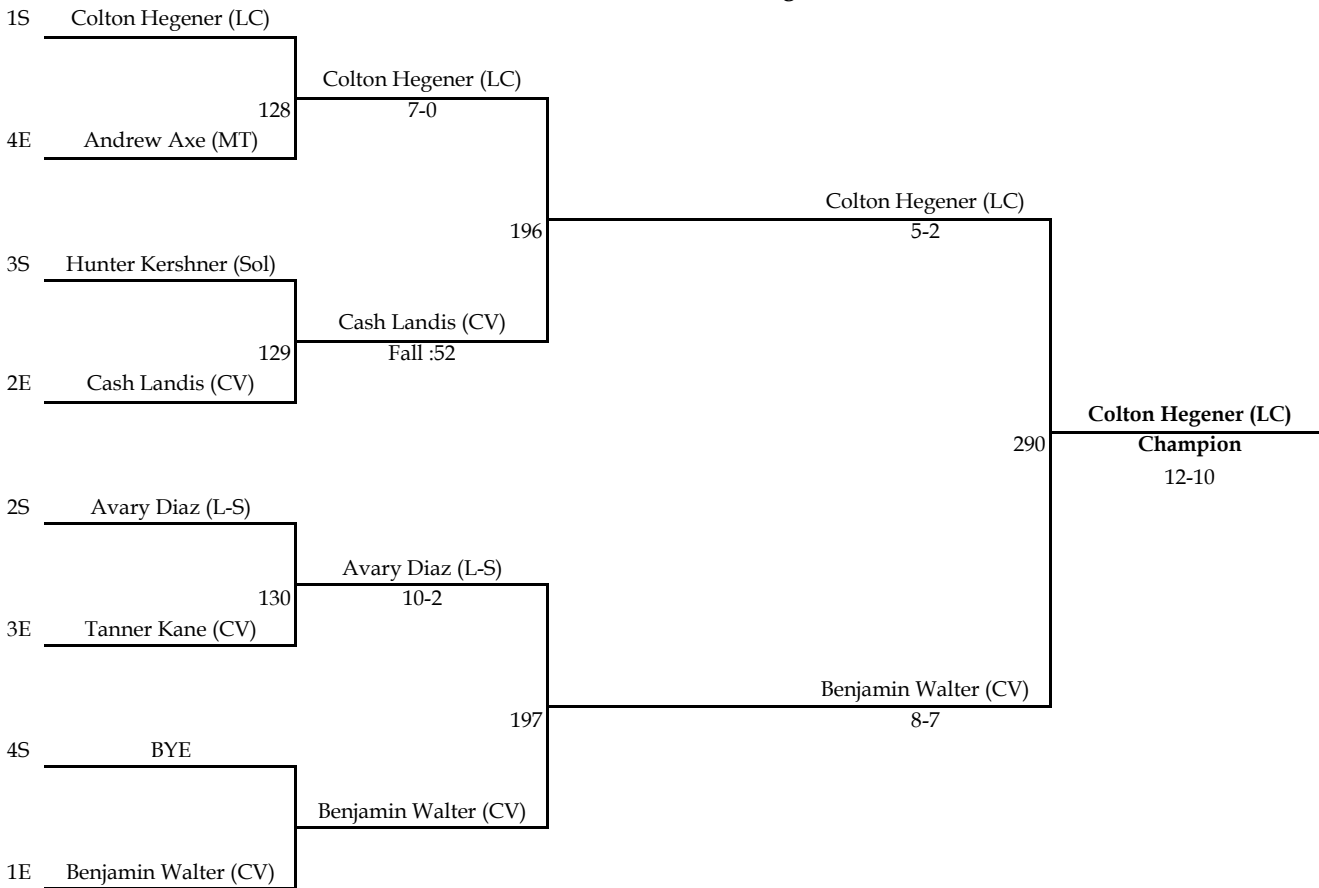 1S Colton Hegener (LC)
Colton Hegener (LC)
128 7-0
4E Andrew Axe (MT)
Colton Hegener (LC)
196 5-2
3S Hunter Kershner (Sol)
Cash Landis (CV)
129 Fall :52
2E Cash Landis (CV)
Colton Hegener (LC)
290 Champion
12-10
2S Avary Diaz (L-S)
Avary Diaz (L-S)
130 10-2
3E Tanner Kane (CV)
Benjamin Walter (CV)
197 8-7
4S BYE
Benjamin Walter (CV)
1E Benjamin Walter (CV)